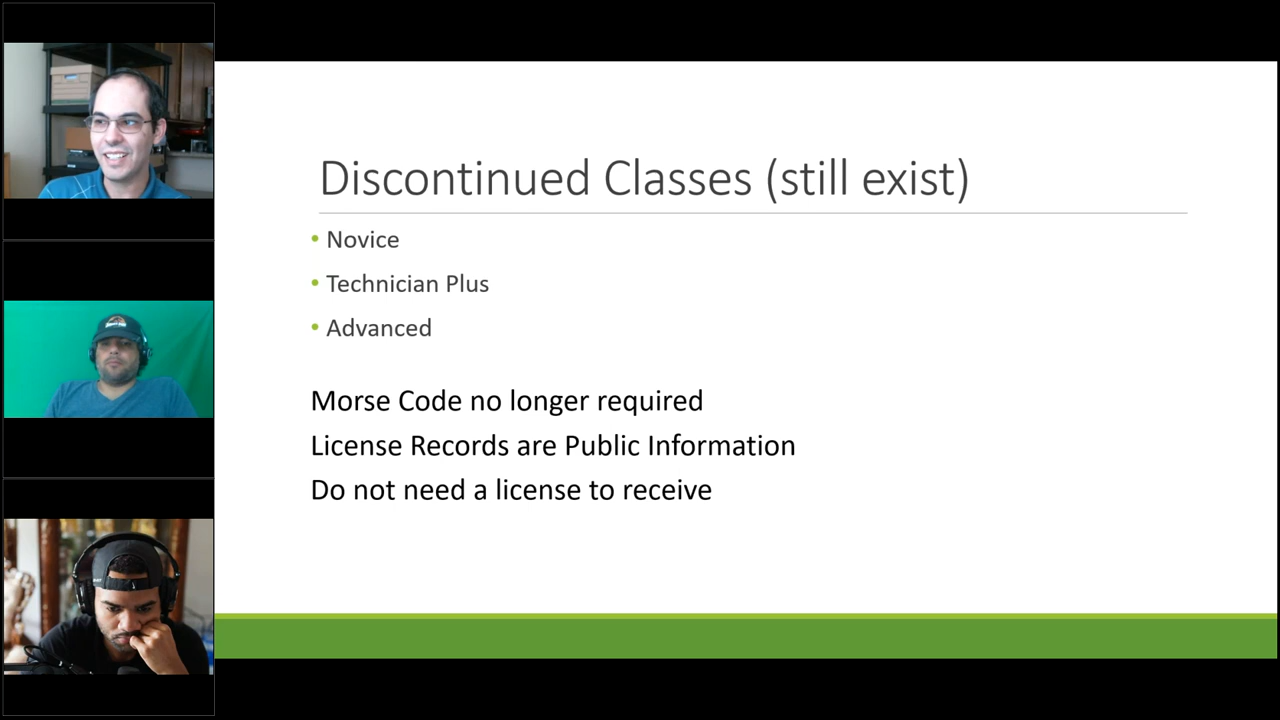 Discontinued Classes (still exist)
• Novice
• Technician Plus
• Advanced
Morse Code no longer required
License Records are Public Information
Do not need a license to receive